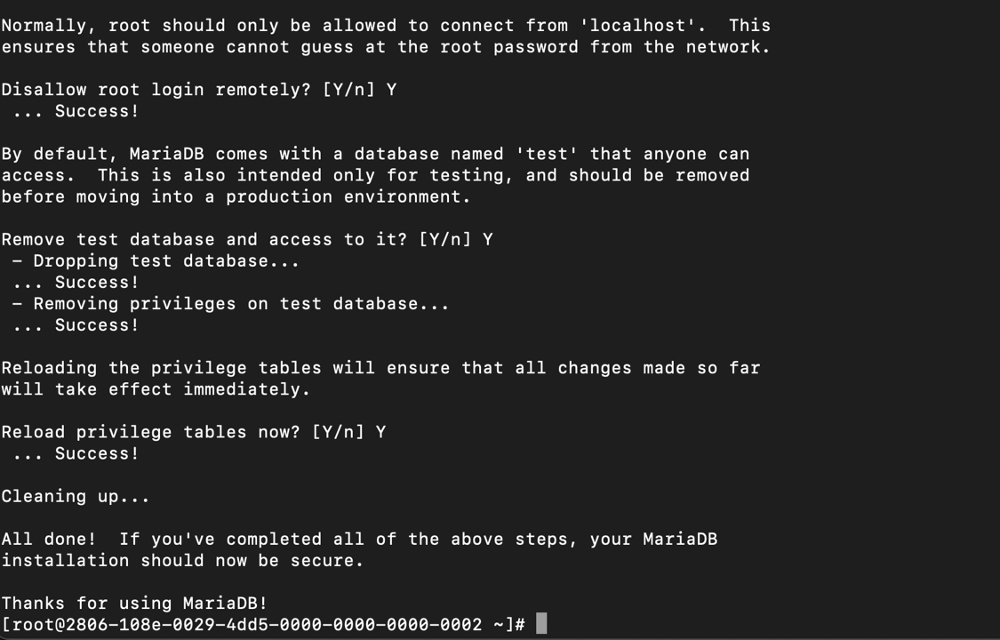 Normally, root should only be allowed to connect from 'localhost'.  This
ensures that someone cannot guess at the root password from the network.

Disallow root login remotely? [Y/n] Y
 ... Success!

By default, MariaDB comes with a database named 'test' that anyone can
access.  This is also intended only for testing, and should be removed
before moving into a production environment.

Remove test database and access to it? [Y/n] Y
 - Dropping test database...
 ... Success!
 - Removing privileges on test database...
 ... Success!

Reloading the privilege tables will ensure that all changes made so far
will take effect immediately.

Reload privilege tables now? [Y/n] Y
 ... Success!

Cleaning up...

All done!  If you've completed all of the above steps, your MariaDB
installation should now be secure.

Thanks for using MariaDB!
[root@2806-108e-0029-4dd5-0000-0000-0000-0002 ~]#